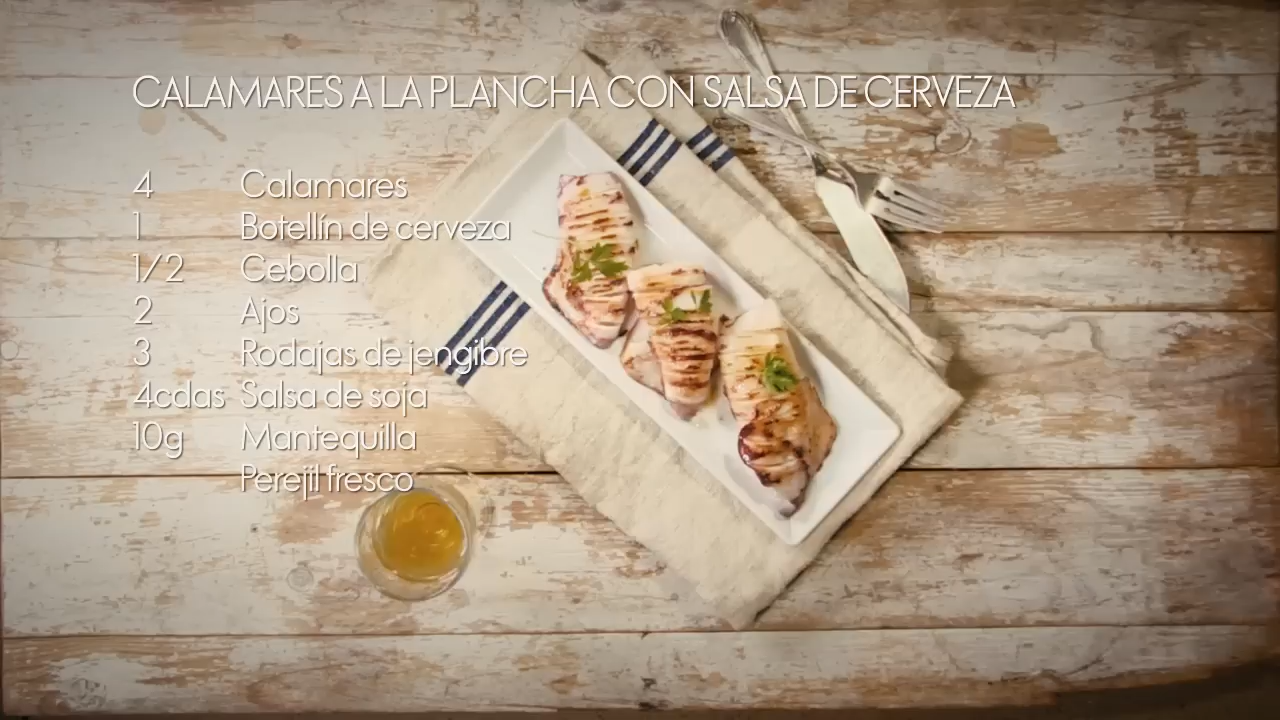 CALAMARES A LA PLANCHA CON SALSA DE CERVEZA
4 Calamares
1 Botellín de cerveza
1/2 Cebolla
2 Ajos
3 Rodajas de jengibre
4cdas Salsa de soja
10g Mantequilla
Perejil fresco